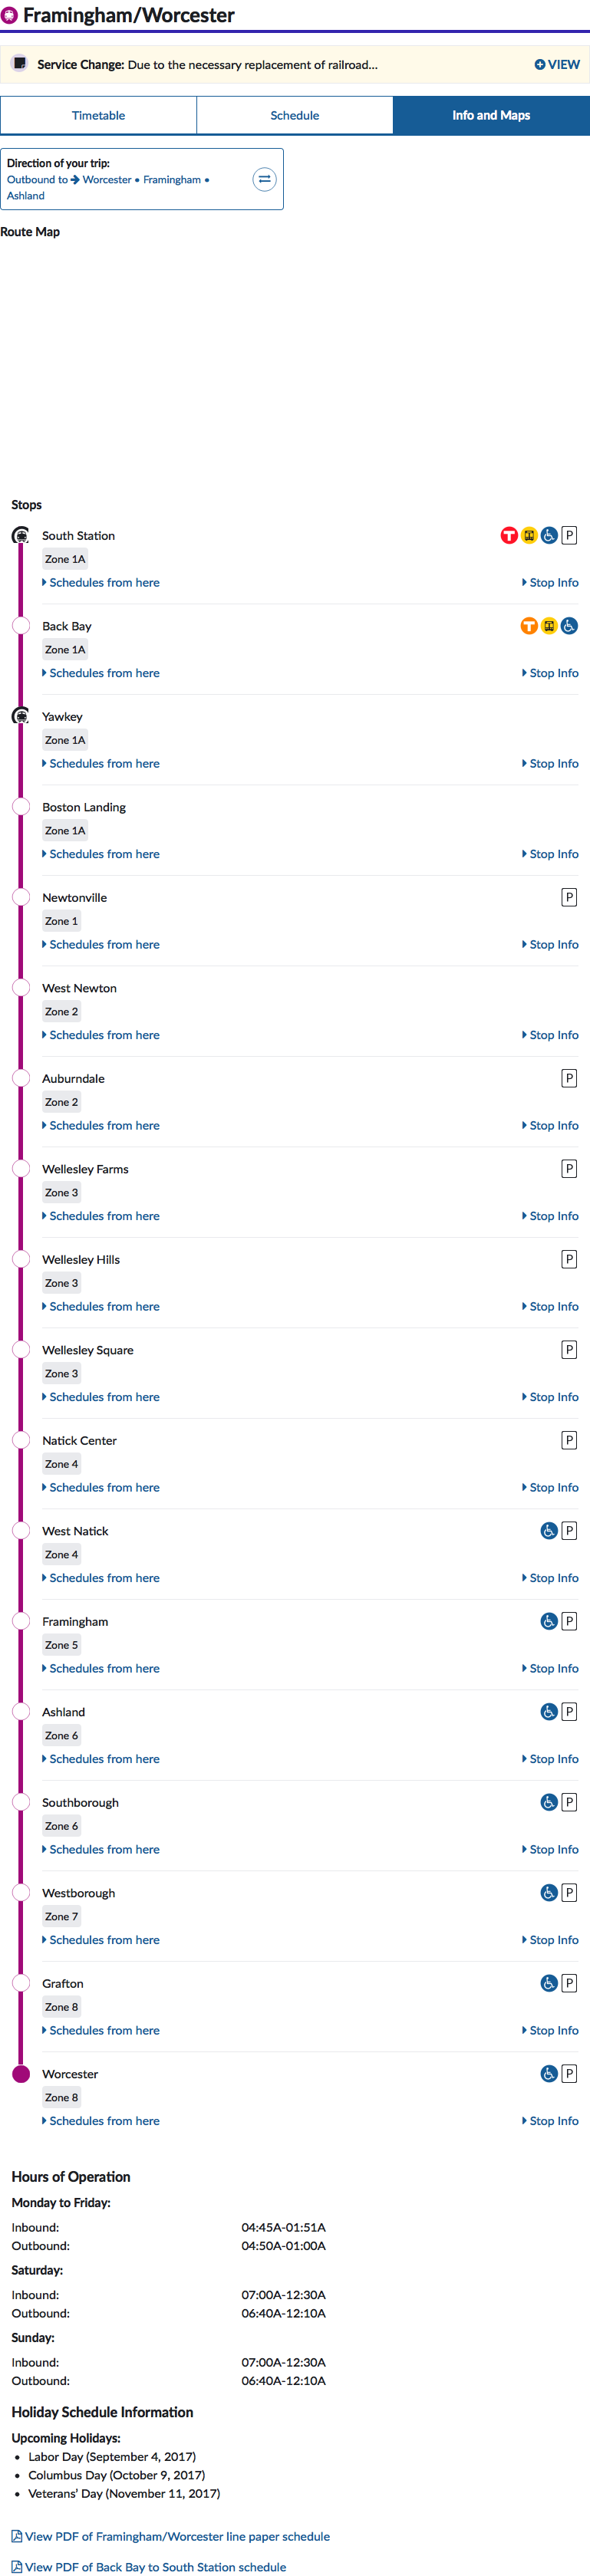 Framingham/Worcester
Service Change: Due to the necessary replacement of railroad... VIEW
Timetable Schedule Info and Maps
Direction of your trip:
Outbound to Worcester • Framingham •
Ashland
Route Map
Stops
South Station T P
Zone 1A
Schedules from here Stop Info
Back Bay T
Zone 1A
Schedules from here Stop Info
Yawkey
Zone 1A
Schedules from here Stop Info
Boston Landing
Zone 1A
Schedules from here Stop Info
Newtonville P
Zone 1
Schedules from here Stop Info
West Newton
Zone 2
Schedules from here Stop Info
Auburndale P
Zone 2
Schedules from here Stop Info
Wellesley Farms P
Zone 3
Schedules from here Stop Info
Wellesley Hills P
Zone 3
Schedules from here Stop Info
Wellesley Square P
Zone 3
Schedules from here Stop Info
Natick Center P
Zone 4
Schedules from here Stop Info
West Natick P
Zone 4
Schedules from here Stop Info
Framingham P
Zone 5
Schedules from here Stop Info
Ashland P
Zone 6
Schedules from here Stop Info
Southborough P
Zone 6
Schedules from here Stop Info
Westborough P
Zone 7
Schedules from here Stop Info
Grafton P
Zone 8
Schedules from here Stop Info
Worcester P
Zone 8
Schedules from here Stop Info
Hours of Operation
Monday to Friday:
Inbound: 04:45A-01:51A
Outbound: 04:50A-01:00A
Saturday:
Inbound: 07:00A-12:30A
Outbound: 06:40A-12:10A
Sunday:
Inbound: 07:00A-12:30A
Outbound: 06:40A-12:10A
Holiday Schedule Information
Upcoming Holidays:
• Labor Day (September 4, 2017)
• Columbus Day (October 9, 2017)
• Veterans’ Day (November 11, 2017)
View PDF of Framingham/Worcester line paper schedule
View PDF of Back Bay to South Station schedule